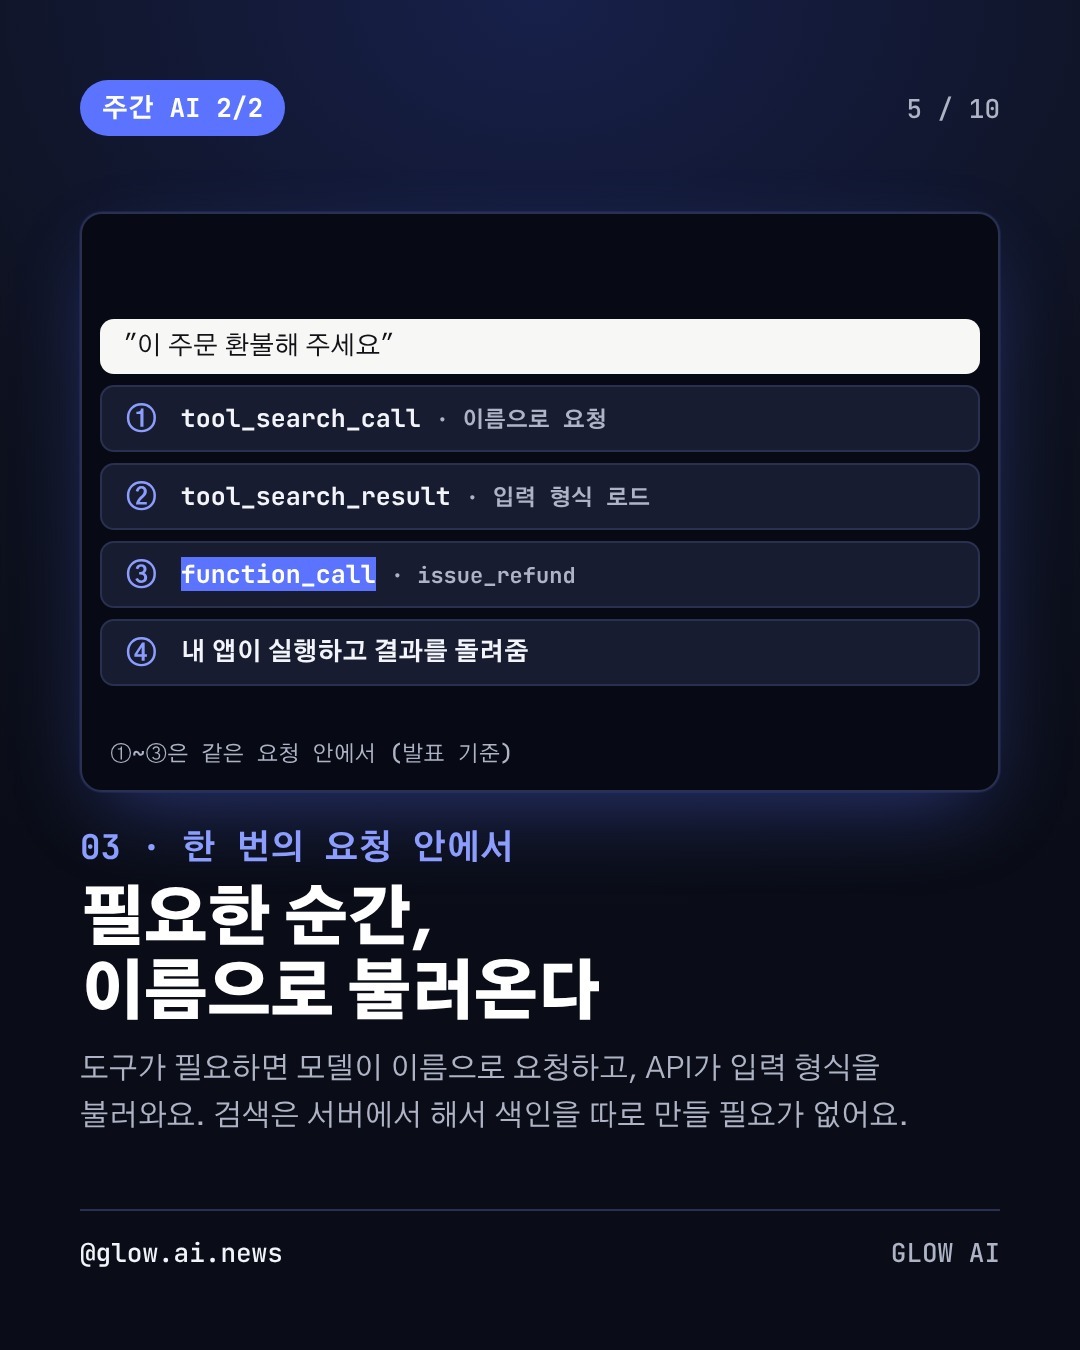 주간 AI 2/2
5 / 10
”이 주문 환불해 주세요”
① tool_search_call · 이름으로 요청
② tool_search_result · 입력 형식 로드
③ function_call · issue_refund
④ 내 앱이 실행하고 결과를 돌려줌
①~③은 같은 요청 안에서 (발표 기준)
03 · 한 번의 요청 안에서
필요한 순간,
이름으로 불러온다
도구가 필요하면 모델이 이름으로 요청하고, API가 입력 형식을
불러와요. 검색은 서버에서 해서 색인을 따로 만들 필요가 없어요.
@glow.ai.news
GLOW AI